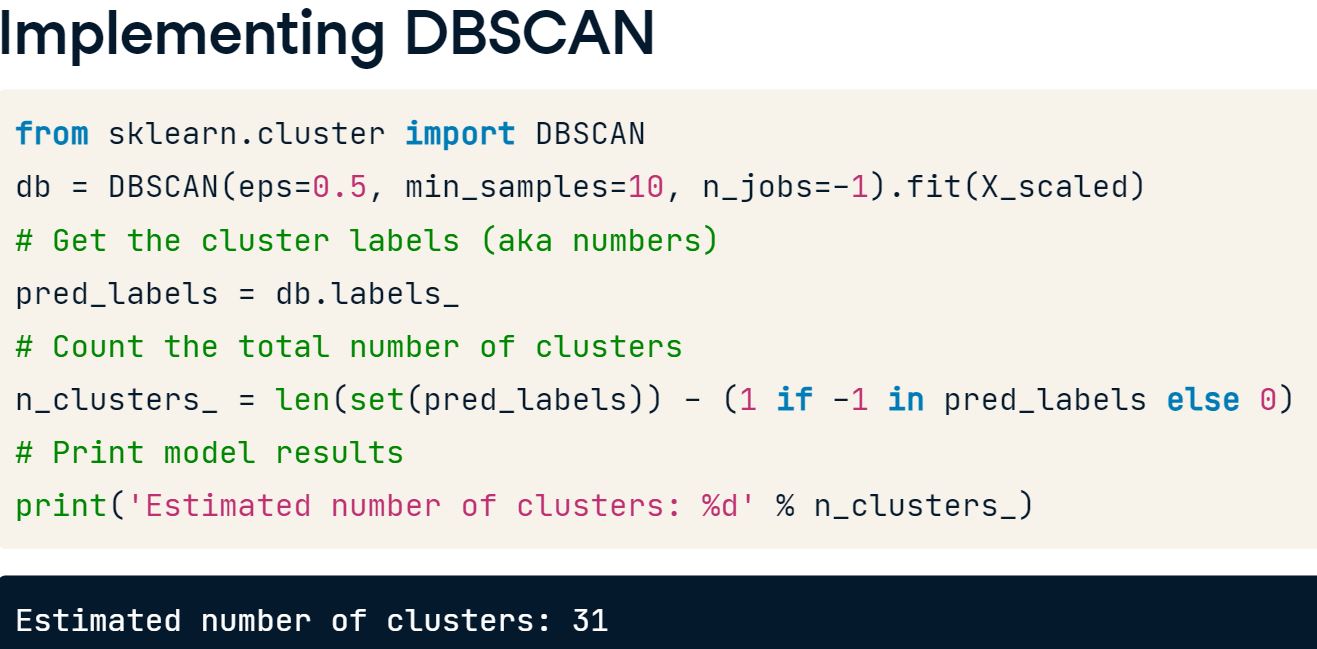 Implementing DBSCAN
from sklearn.cluster import DBSCAN
db = DBSCAN(eps=0.5, min_samples=10, n_jobs=-1).fit(X_scaled)
# Get the cluster labels (aka numbers)
pred_labels = db.labels_
# Count the total number of clusters
n_clusters_ = len(set(pred_labels)) - (1 if -1 in pred_labels else 0)
# Print model results
print('Estimated number of clusters: %d' % n_clusters_)
Estimated number of clusters: 31